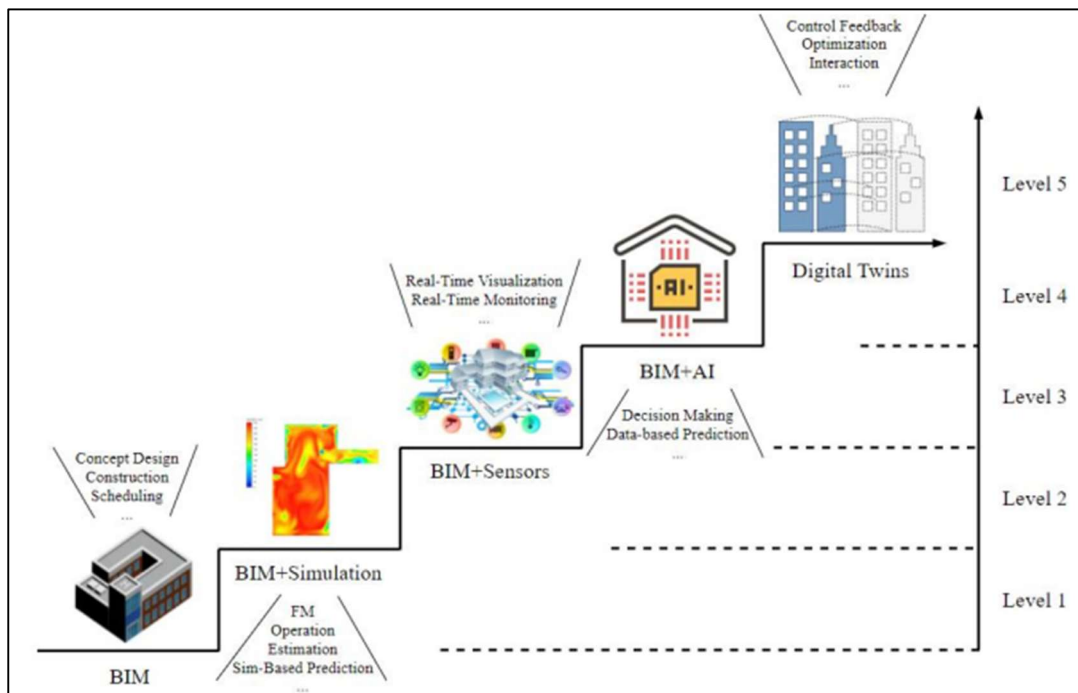 Control Feedback
Optimization
Interaction
...
Level 5
Digital Twins
Real-Time Visualization
Real-Time Monitoring
...
AI
Level 4
BIM+AI
Decision Making
Data-based Prediction
...
Level 3
Concept Design
Construction
Scheduling
...
BIM+Sensors
Level 2
BIM+Simulation
FM
Operation
Estimation
Sim-Based Prediction
...
Level 1
BIM